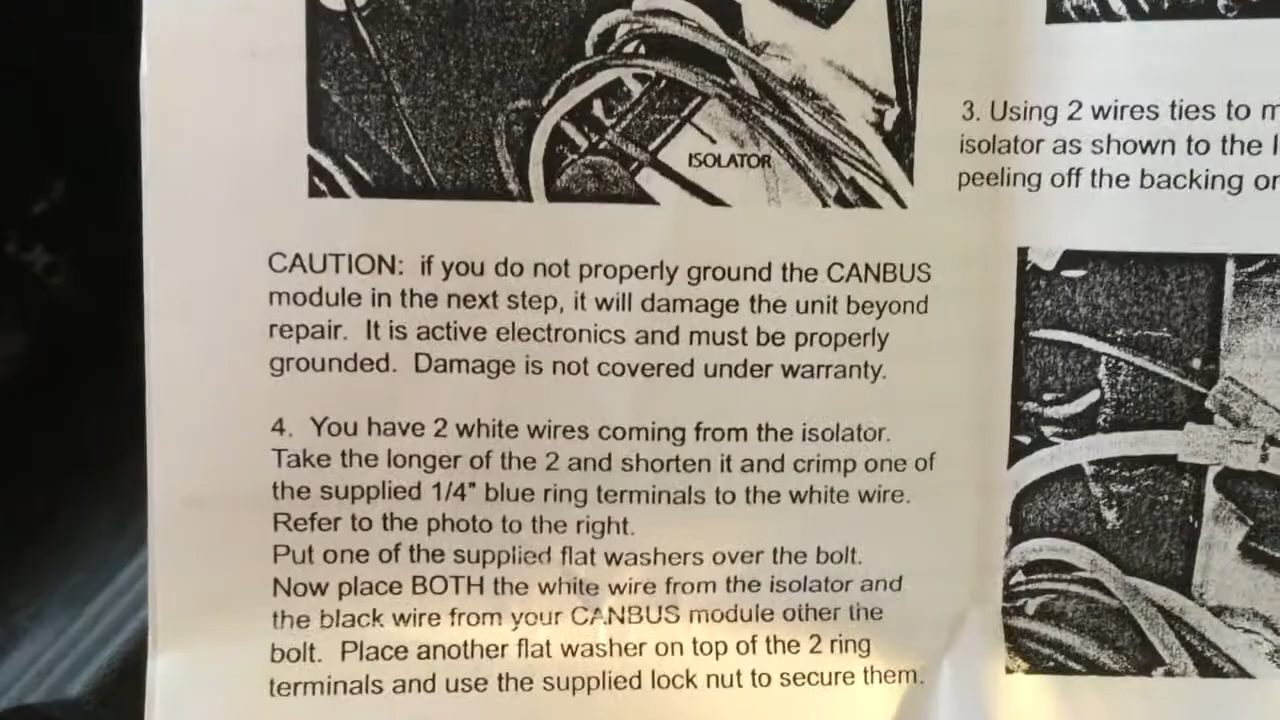 ISOLATOR
CAUTION: if you do not properly ground the CANBUS
module in the next step, it will damage the unit beyond
repair. It is active electronics and must be properly
grounded. Damage is not covered under warranty.
4. You have 2 white wires coming from the isolator.
Take the longer of the 2 and shorten it and crimp one of
the supplied 1/4" blue ring terminals to the white wire.
Refer to the photo to the right.
Put one of the supplied flat washers over the bolt.
Now place BOTH the white wire from the isolator and
the black wire from your CANBUS module other the
bolt. Place another flat washer on top of the 2 ring
terminals and use the supplied lock nut to secure them.
3. Using 2 wires ties to
isolator as shown to the
peeling off the backing